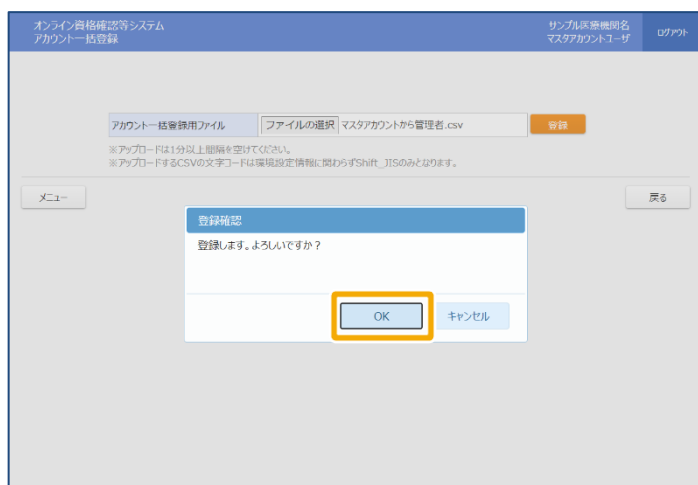 オンライン資格確認等システム
アカウント一括登録
サンプル医療機関名
マスタアカウントユーザ
ログアウト
アカウント一括登録用ファイル
ファイルの選択 マスタアカウントから管理者.csv
登録
※アップロードは1分以上間隔を空けてください。
※アップロードするCSVの文字コードは環境設定情報に関わらずShift_JISのみとなります。
メニュー
戻る
登録確認
登録します。よろしいですか？
OK
キャンセル